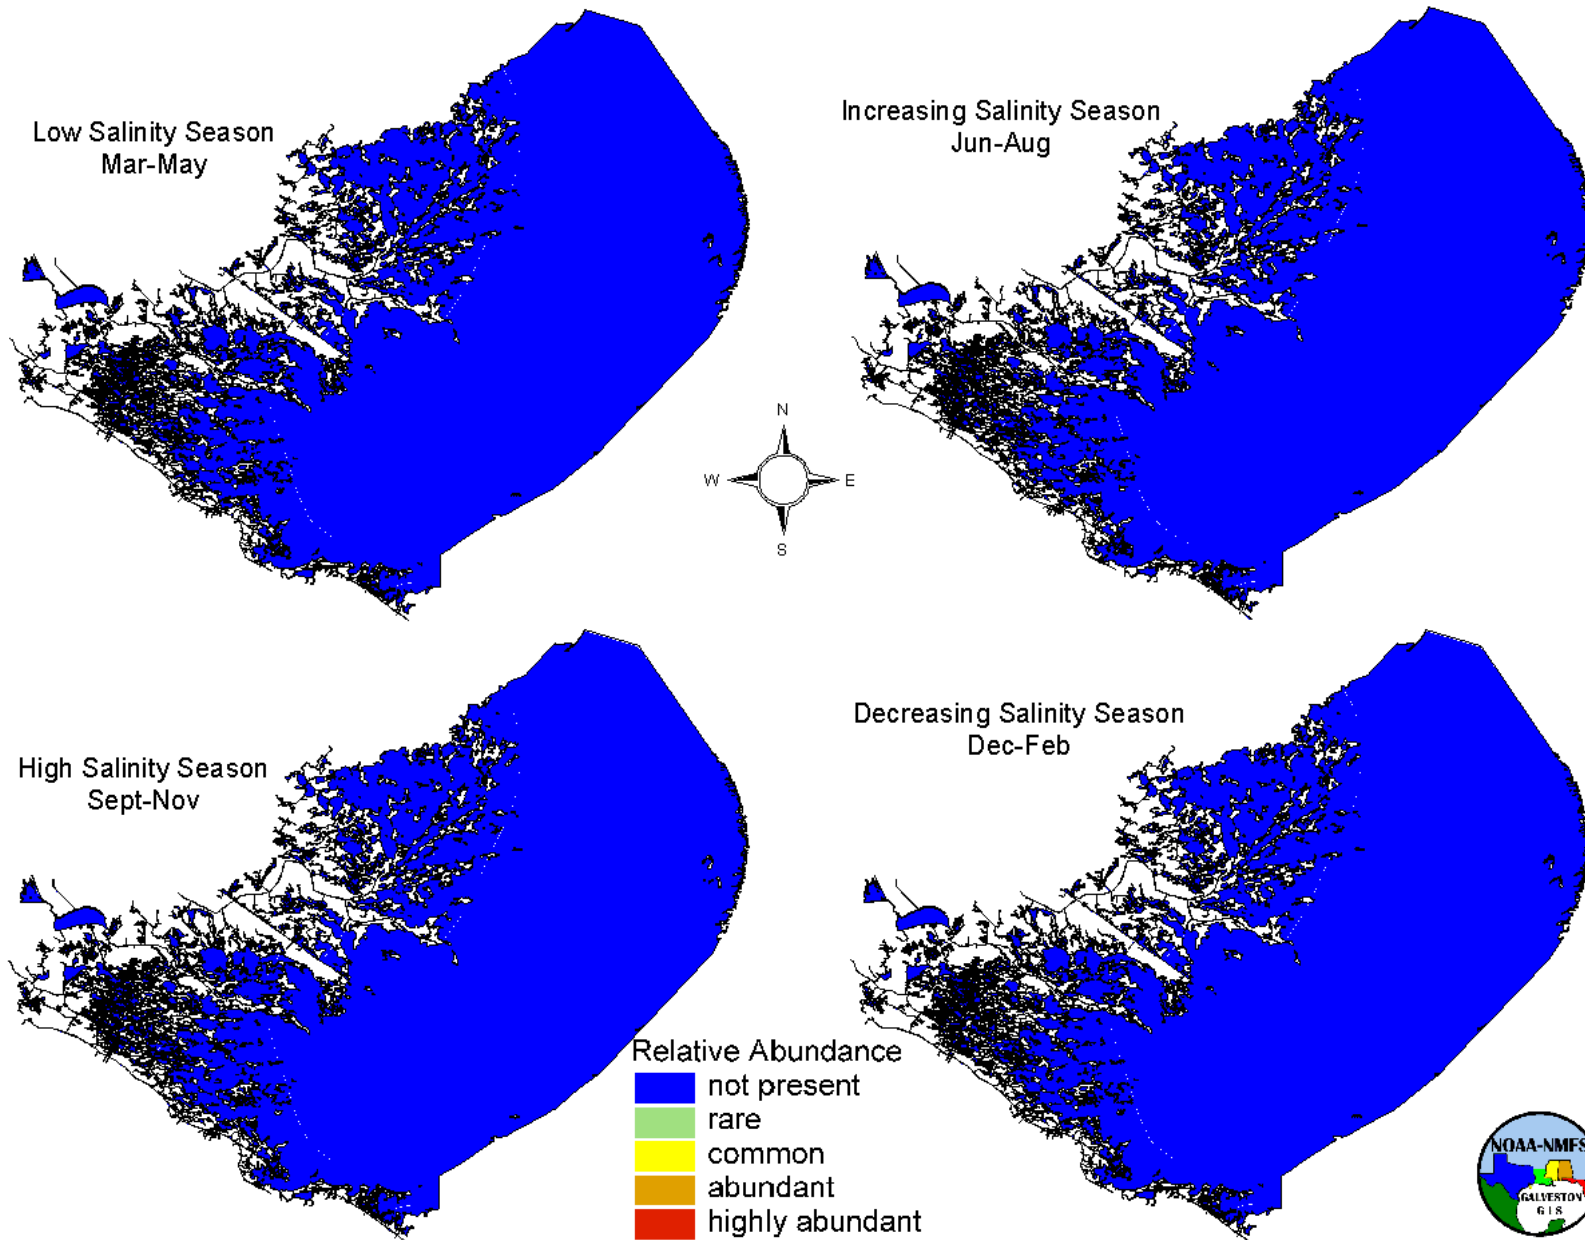 Low Salinity Season
Mar-May
Increasing Salinity Season
Jun-Aug
N
W
E
S
High Salinity Season
Sept-Nov
Decreasing Salinity Season
Dec-Feb
Relative Abundance
not present
rare
common
abundant
highly abundant
NOAA-NMFS
GALVESTON
GIS